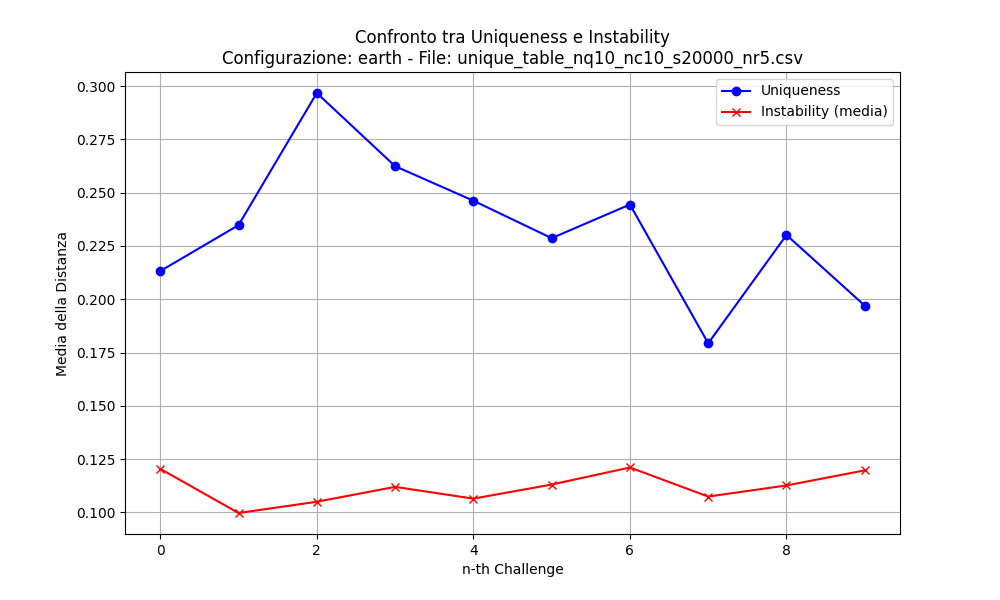 Confronto tra Uniqueness e Instability
Configurazione: earth - File: unique_table_nq10_nc10_s20000_nr5.csv
Uniqueness
Instability (media)
Media della Distanza
0.300
0.275
0.250
0.225
0.200
0.175
0.150
0.125
0.100
0 2 4 6 8
n-th Challenge